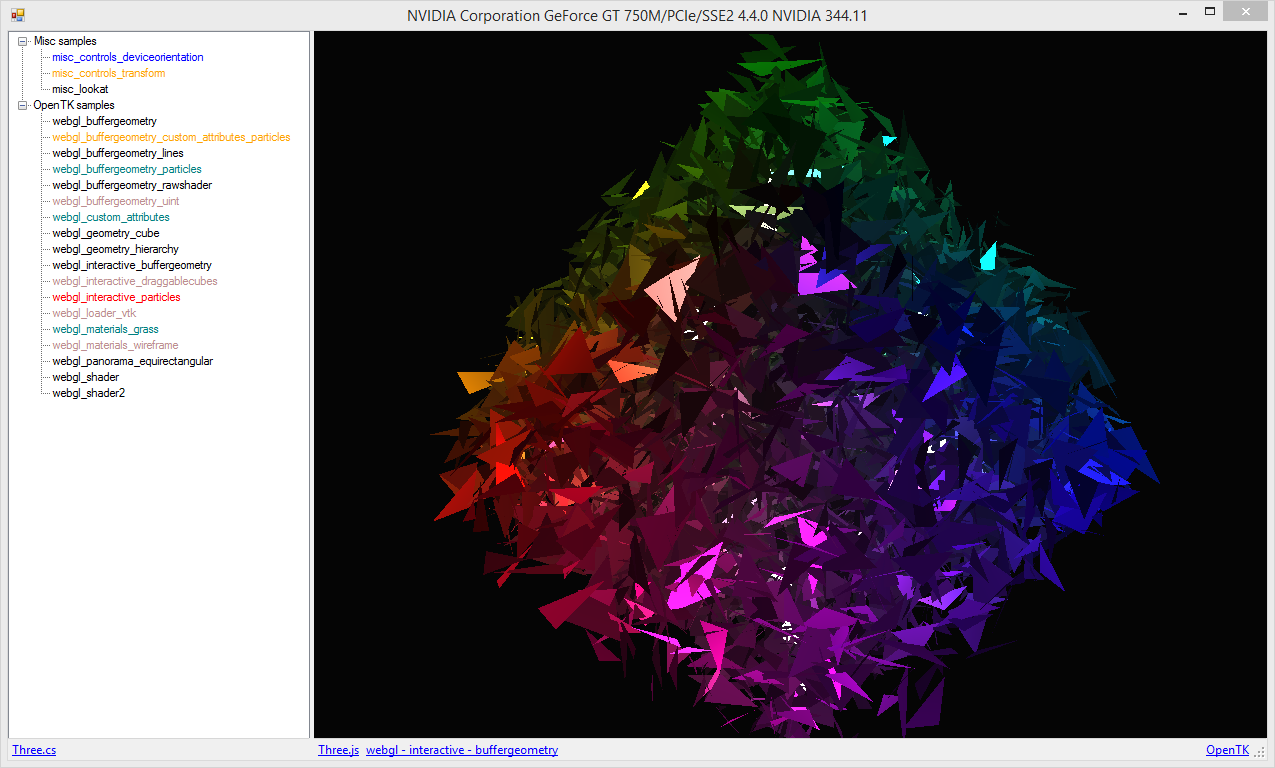 NVIDIA Corporation GeForce GT 750M/PCIe/SSE2 4.4.0 NVIDIA 344.11
Misc samples
misc_controls_deviceorientation
misc_controls_transform
misc_lookat
OpenTK samples
webgl_buffergeometry
webgl_buffergeometry_custom_attributes_particles
webgl_buffergeometry_lines
webgl_buffergeometry_particles
webgl_buffergeometry_rawshader
webgl_buffergeometry_uint
webgl_custom_attributes
webgl_geometry_cube
webgl_geometry_hierarchy
webgl_interactive_buffergeometry
webgl_interactive_draggablecubes
webgl_interactive_particles
webgl_loader_vtk
webgl_materials_grass
webgl_materials_wireframe
webgl_panorama_equirectangular
webgl_shader
webgl_shader2
Three.cs Three.js webgl - interactive - buffergeometry OpenTK